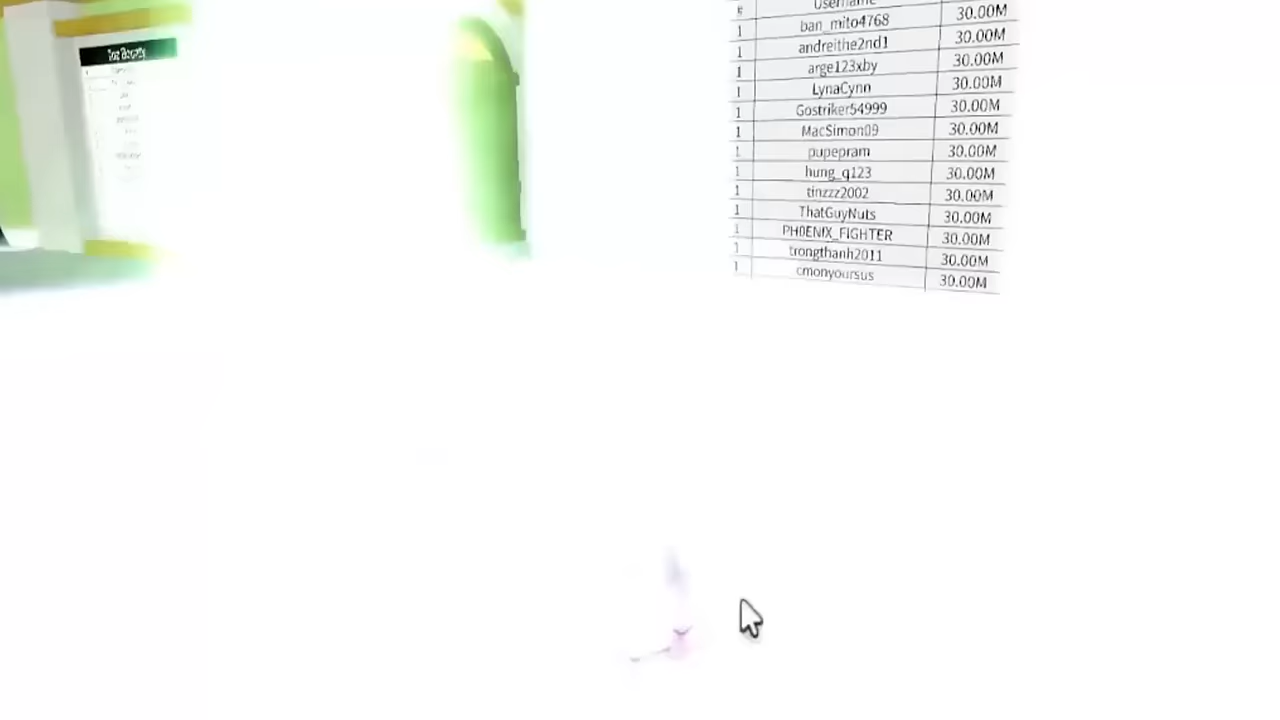 Top Bounty
# Username
1 ban_mito4768 30.00M
1 andreithe2nd1 30.00M
1 arge123xby 30.00M
1 LynaCynn 30.00M
1 Gostriker54999 30.00M
1 MacSimon09 30.00M
1 pupepram 30.00M
1 hung_q123 30.00M
1 tinzzz2002 30.00M
1 ThatGuyNuts 30.00M
1 PH0ENIX_FIGHTER 30.00M
1 trongthanh2011 30.00M
1 cmonyoursus 30.00M